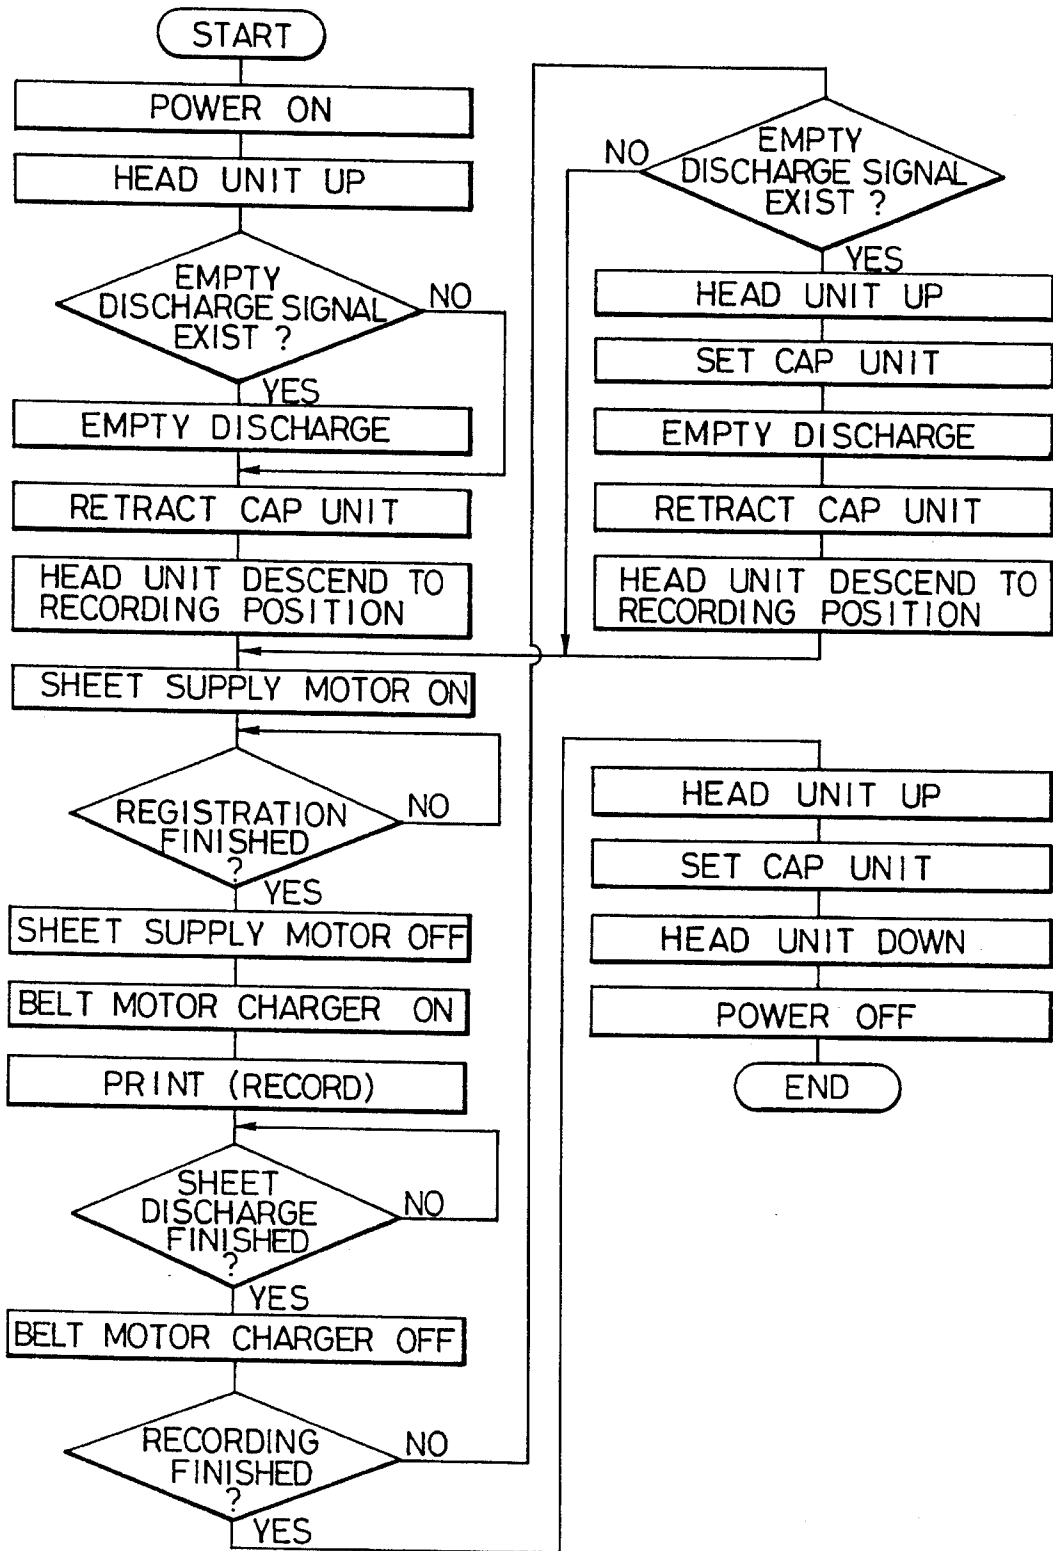 START
POWER ON
HEAD UNIT UP
EMPTY
DISCHARGE SIGNAL
EXIST ?
NO
YES
EMPTY DISCHARGE
RETRACT CAP UNIT
HEAD UNIT DESCEND TO
RECORDING POSITION
SHEET SUPPLY MOTOR ON
REGISTRATION
FINISHED
?
NO
YES
SHEET SUPPLY MOTOR OFF
BELT MOTOR CHARGER ON
PRINT (RECORD)
SHEET
DISCHARGE
FINISHED
?
NO
YES
BELT MOTOR CHARGER OFF
RECORDING
FINISHED
?
NO
YES
EMPTY
DISCHARGE SIGNAL
EXIST ?
NO
YES
HEAD UNIT UP
SET CAP UNIT
EMPTY DISCHARGE
RETRACT CAP UNIT
HEAD UNIT DESCEND TO
RECORDING POSITION
HEAD UNIT UP
SET CAP UNIT
HEAD UNIT DOWN
POWER OFF
END